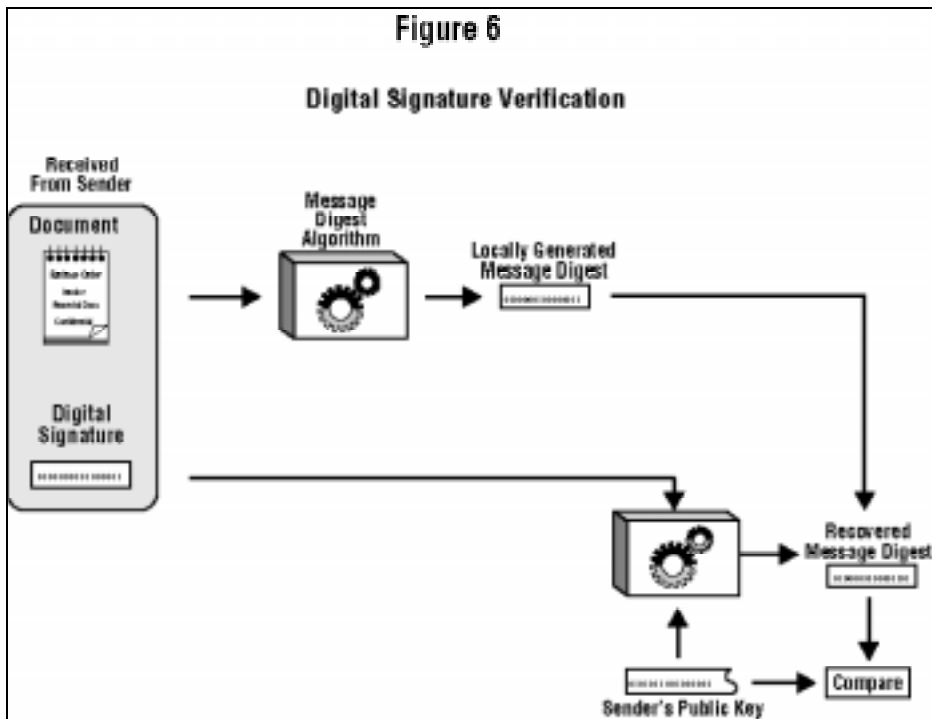 Figure 6
Digital Signature Verification
Received
From Sender
Document
Confidential
Digital
Signature
Message
Digest
Algorithm
Locally Generated
Message Digest
Recovered
Message Digest
Sender's Public Key
Compare